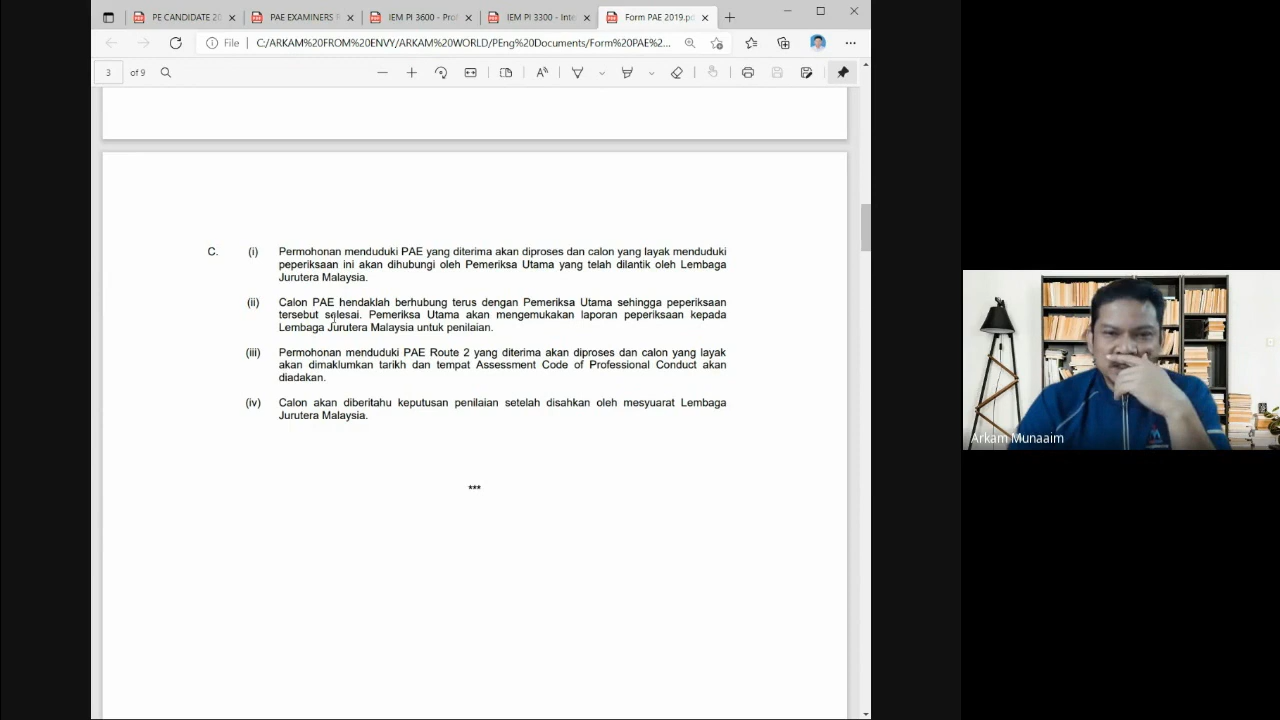 PE CANDIDATE 20
PAE EXAMINERS
IEM PI 3600 - Pro
IEM PI 3300 - Inte
Form PAE 2019.pd
File
C:/ARKAM%20FROM%20ENVY/ARKAM%20WORLD/PEng%20Documents/Form%20PAE%2...
3 of 9
C. (i) Permohonan menduduki PAE yang diterima akan diproses dan calon yang layak menduduki
peperiksaan ini akan dihubungi oleh Pemeriksa Utama yang telah dilantik oleh Lembaga
Jurutera Malaysia.
(ii) Calon PAE hendaklah berhubung terus dengan Pemeriksa Utama sehingga peperiksaan
tersebut selesai. Pemeriksa Utama akan mengemukakan laporan peperiksaan kepada
Lembaga Jurutera Malaysia untuk penilaian.
(iii) Permohonan menduduki PAE Route 2 yang diterima akan diproses dan calon yang layak
akan dimaklumkan tarikh dan tempat Assessment Code of Professional Conduct akan
diadakan.
(iv) Calon akan diberitahu keputusan penilaian setelah disahkan oleh mesyuarat Lembaga
Jurutera Malaysia.
***
Arkam Munaaim